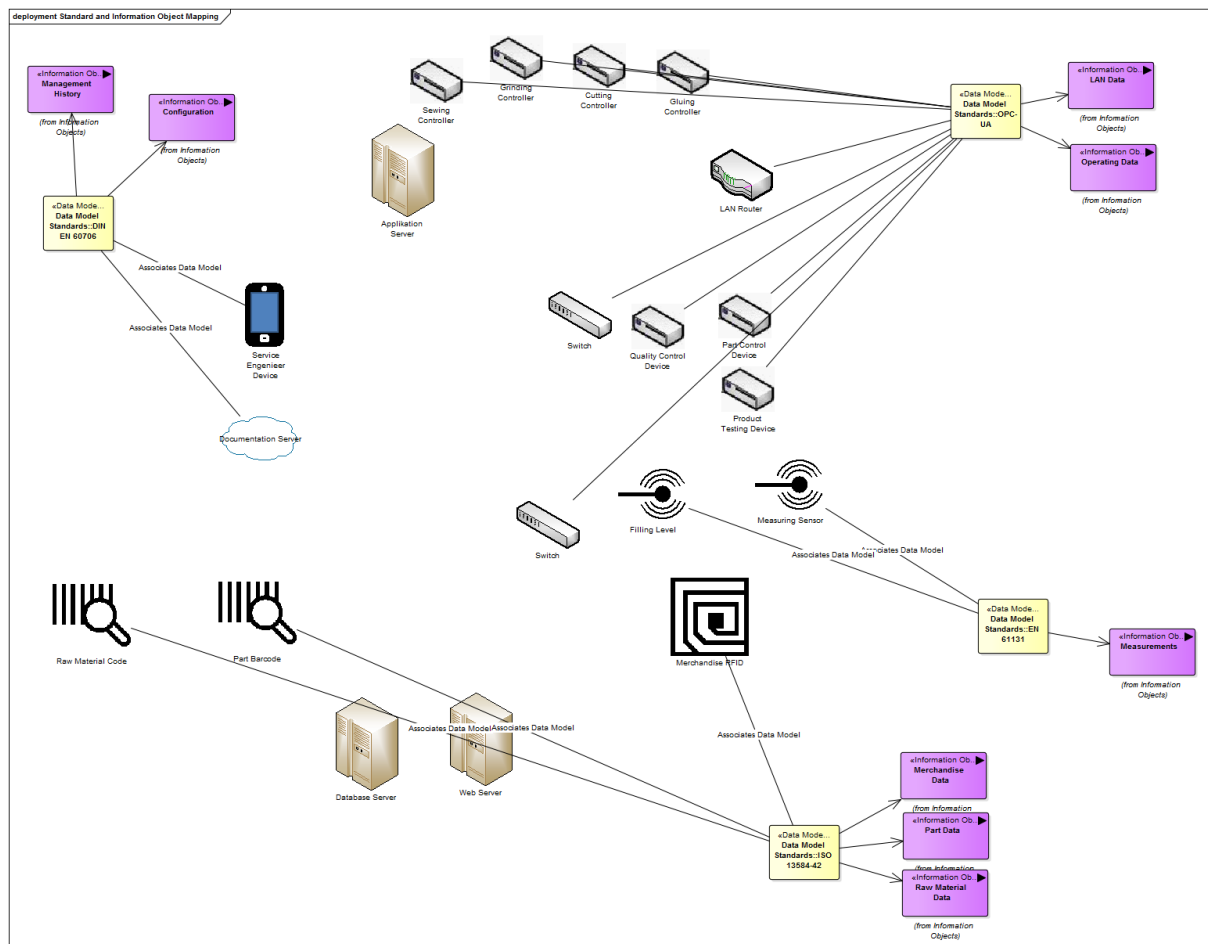 deployment Standard and Information Object Mapping
«Information Ob...
Management
History
(from Information
Objects)
«Information Obj...
Configuration
(from Information
Objects)
«Data Mode...
Data Model
Standards::DIN
EN 60706
Associates Data Model
Associates Data Model
Service
Engenieer
Device
Documentation Server
Sewing
Controller
Grinding
Controller
Cutting
Controller
Gluing
Controller
Applikation
Server
LAN Router
«Data Mode...
Data Model
Standards::OPC-
UA
«Information Ob...
LAN Data
(from Information
Objects)
«Information Ob...
Operating Data
(from Information
Objects)
Switch
Quality Control
Device
Part Control
Device
Product
Testing Device
Switch
Filling Level
Measuring Sensor
Associates Data Model
Associates Data Model
«Data Mode...
Data Model
Standards::EN
61131
«Information Ob...
Measurements
(from Information
Objects)
Raw Material Code
Part Barcode
Merchandise RFID
Database Server
Web Server
Associates Data Model
Associates Data Model
Associates Data Model
«Data Mode...
Data Model
Standards::ISO
13584-42
«Information Ob...
Merchandise
Data
(from Information
«Information Ob...
Part Data
(from Information
«Information Ob...
Raw Material
Data
(from Information
Objects)